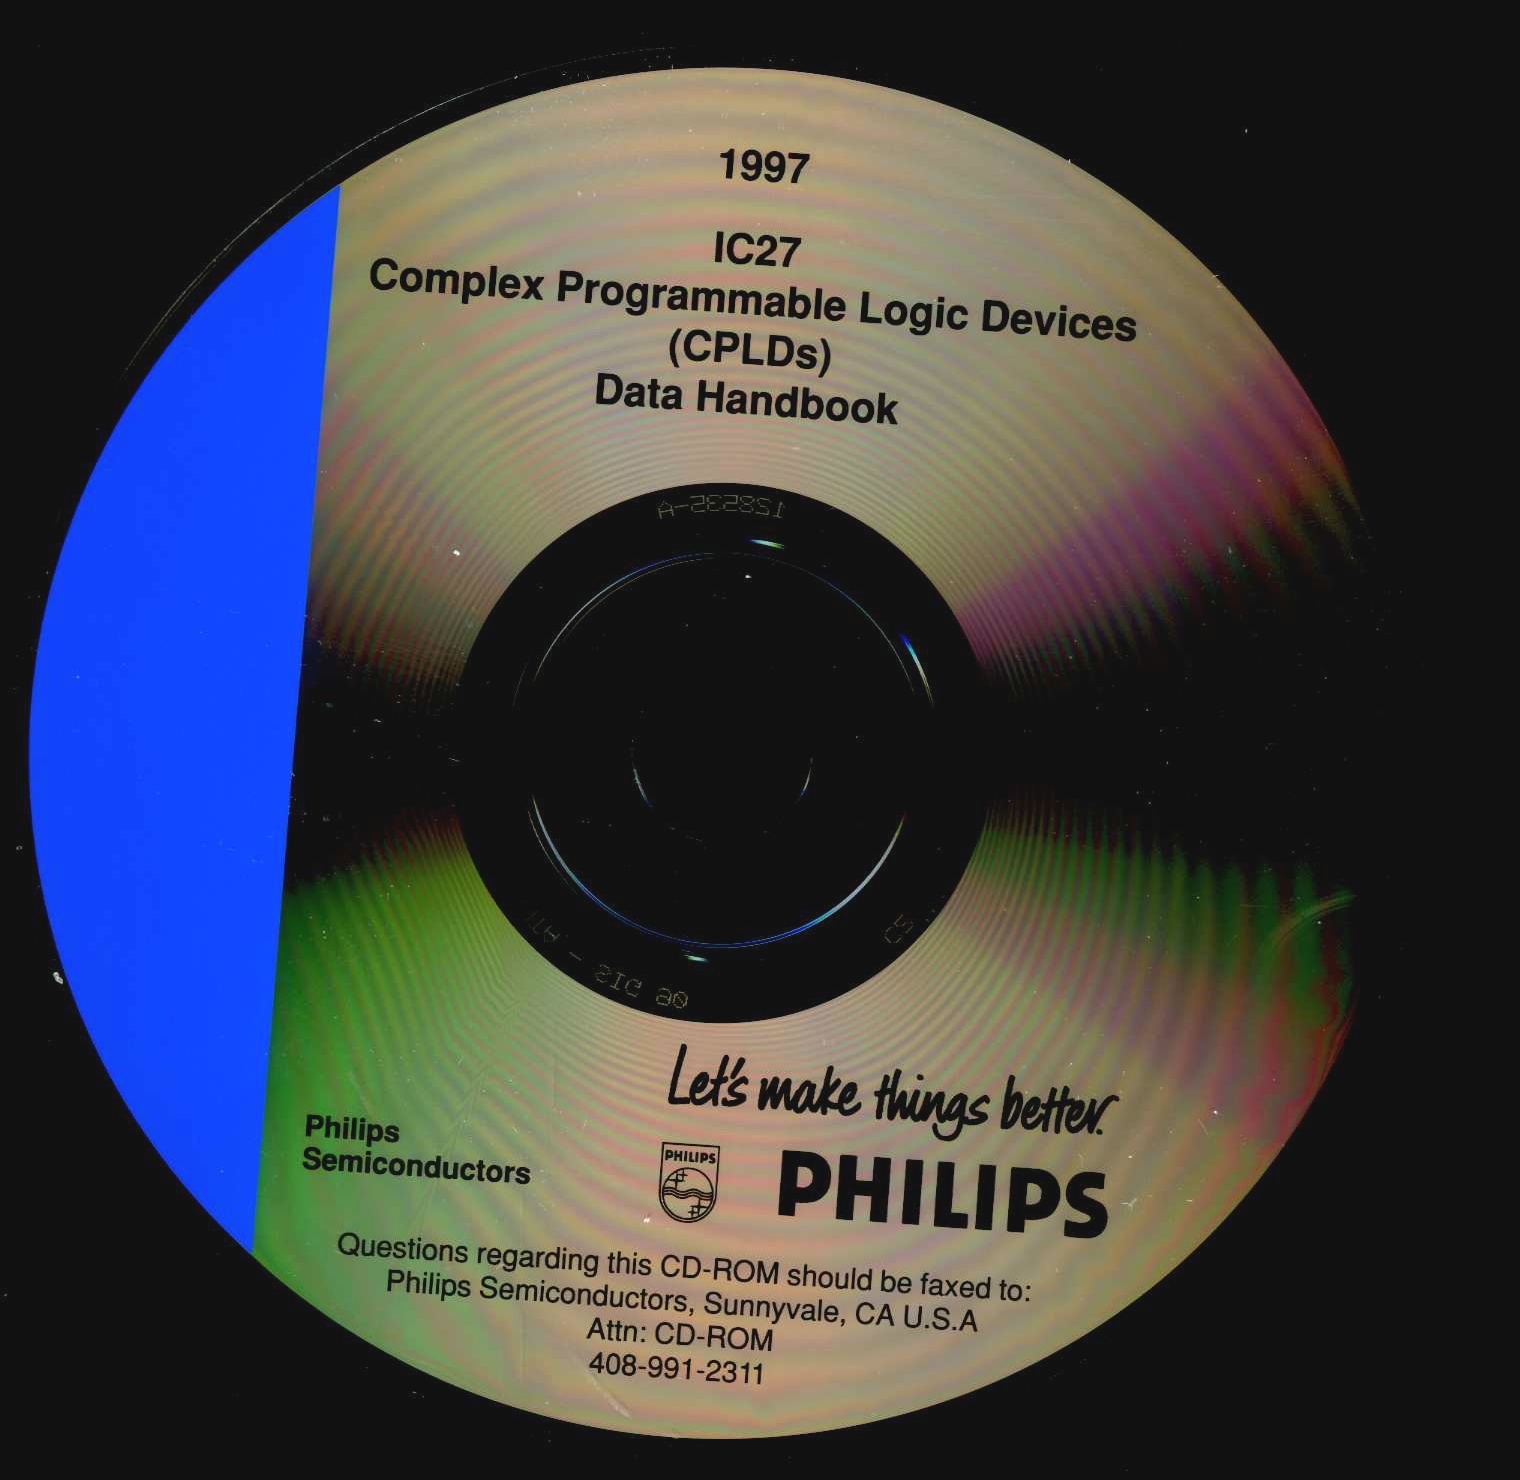 1997
IC27
Complex Programmable Logic Devices
(CPLDs)
Data Handbook
128532-A
Let's make things better.
Philips
Semiconductors
PHILIPS
PHILIPS
Questions regarding this CD-ROM should be faxed to:
Philips Semiconductors, Sunnyvale, CA U.S.A
Attn: CD-ROM
408-991-2311